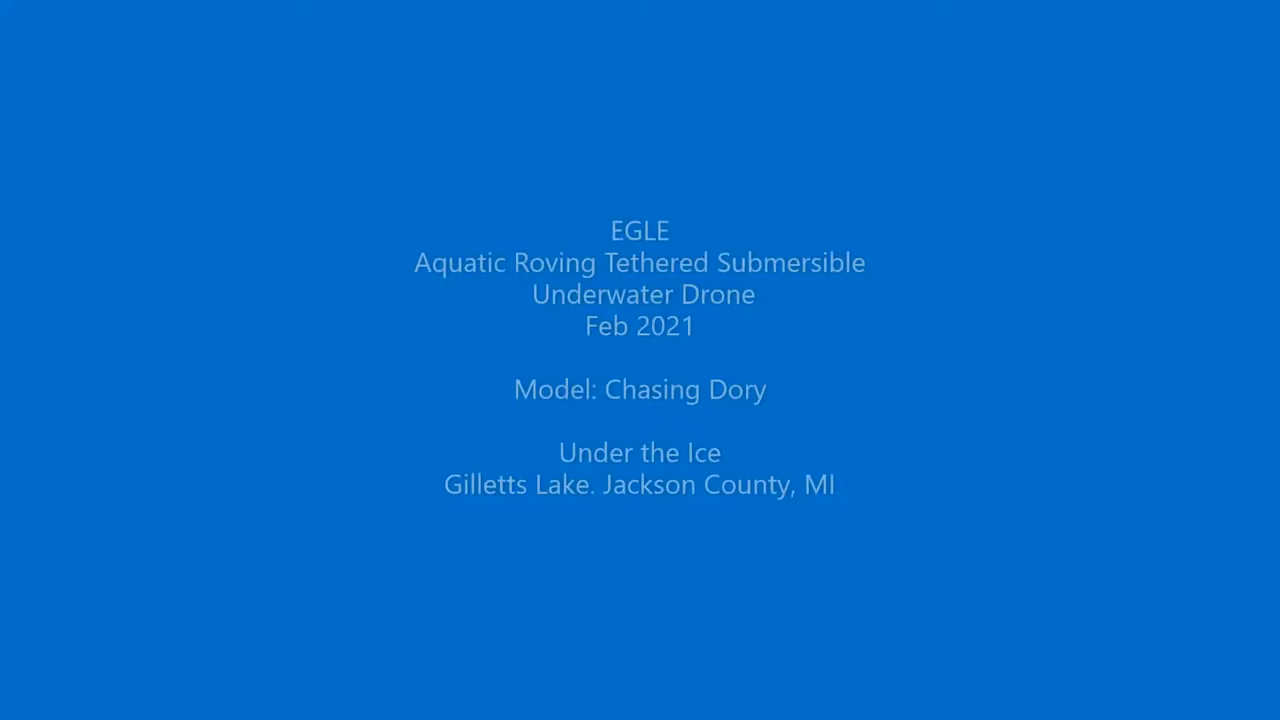 EGLE
Aquatic Roving Tethered Submersible
Underwater Drone
Feb 2021
Model: Chasing Dory
Under the Ice
Gilletts Lake. Jackson County, MI